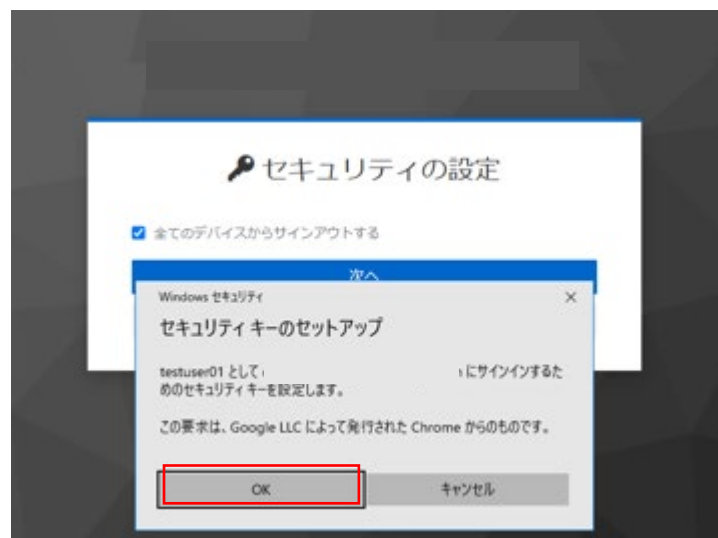 セキュリティの設定
全てのデバイスからサインアウトする
次へ
Windows セキュリティ
セキュリティ キーのセットアップ
testuser01 として にサインインするた
めのセキュリティ キーを設定します。
この要求は、Google LLC によって発行された Chrome からのものです。
OK
キャンセル